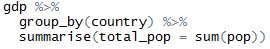 gdp %>%
group_by(country) %>%
summarise(total_pop = sum(pop))